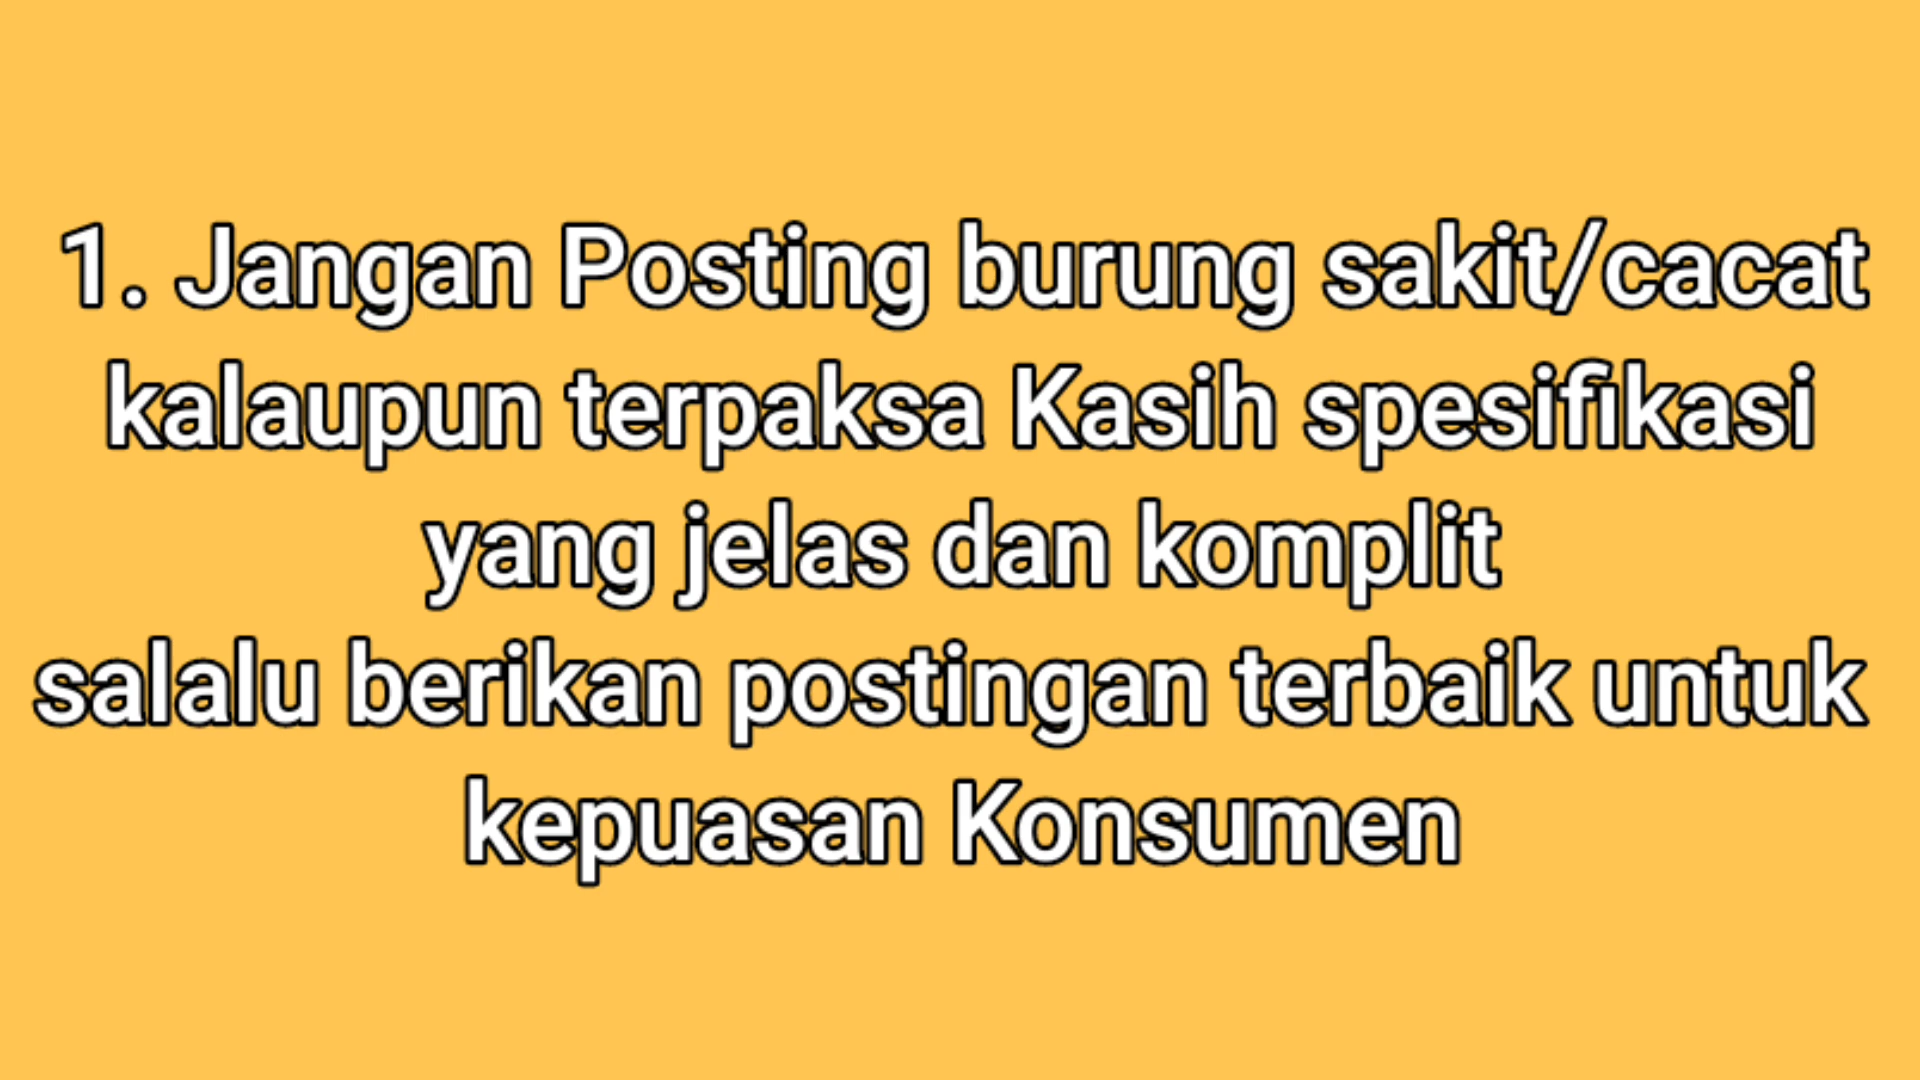 1. Jangan Posting burung sakit/cacat
kalaupun terpaksa Kasih spesifikasi
yang jelas dan komplit
salalu berikan postingan terbaik untuk
kepuasan Konsumen